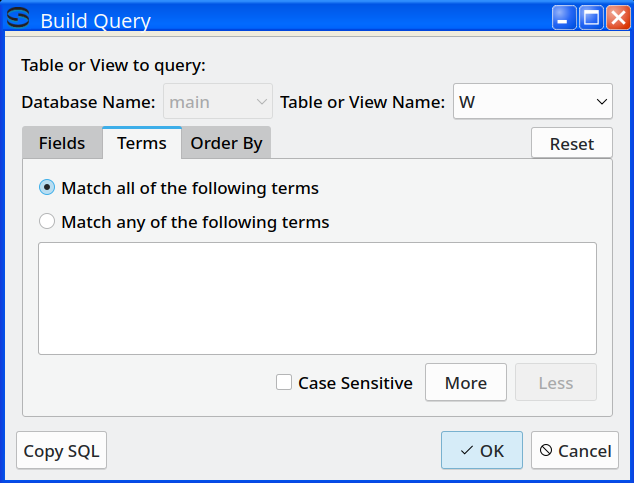 Build Query
Table or View to query:
Database Name: main Table or View Name: W
Fields Terms Order By Reset
Match all of the following terms
Match any of the following terms
Case Sensitive More Less
Copy SQL OK Cancel